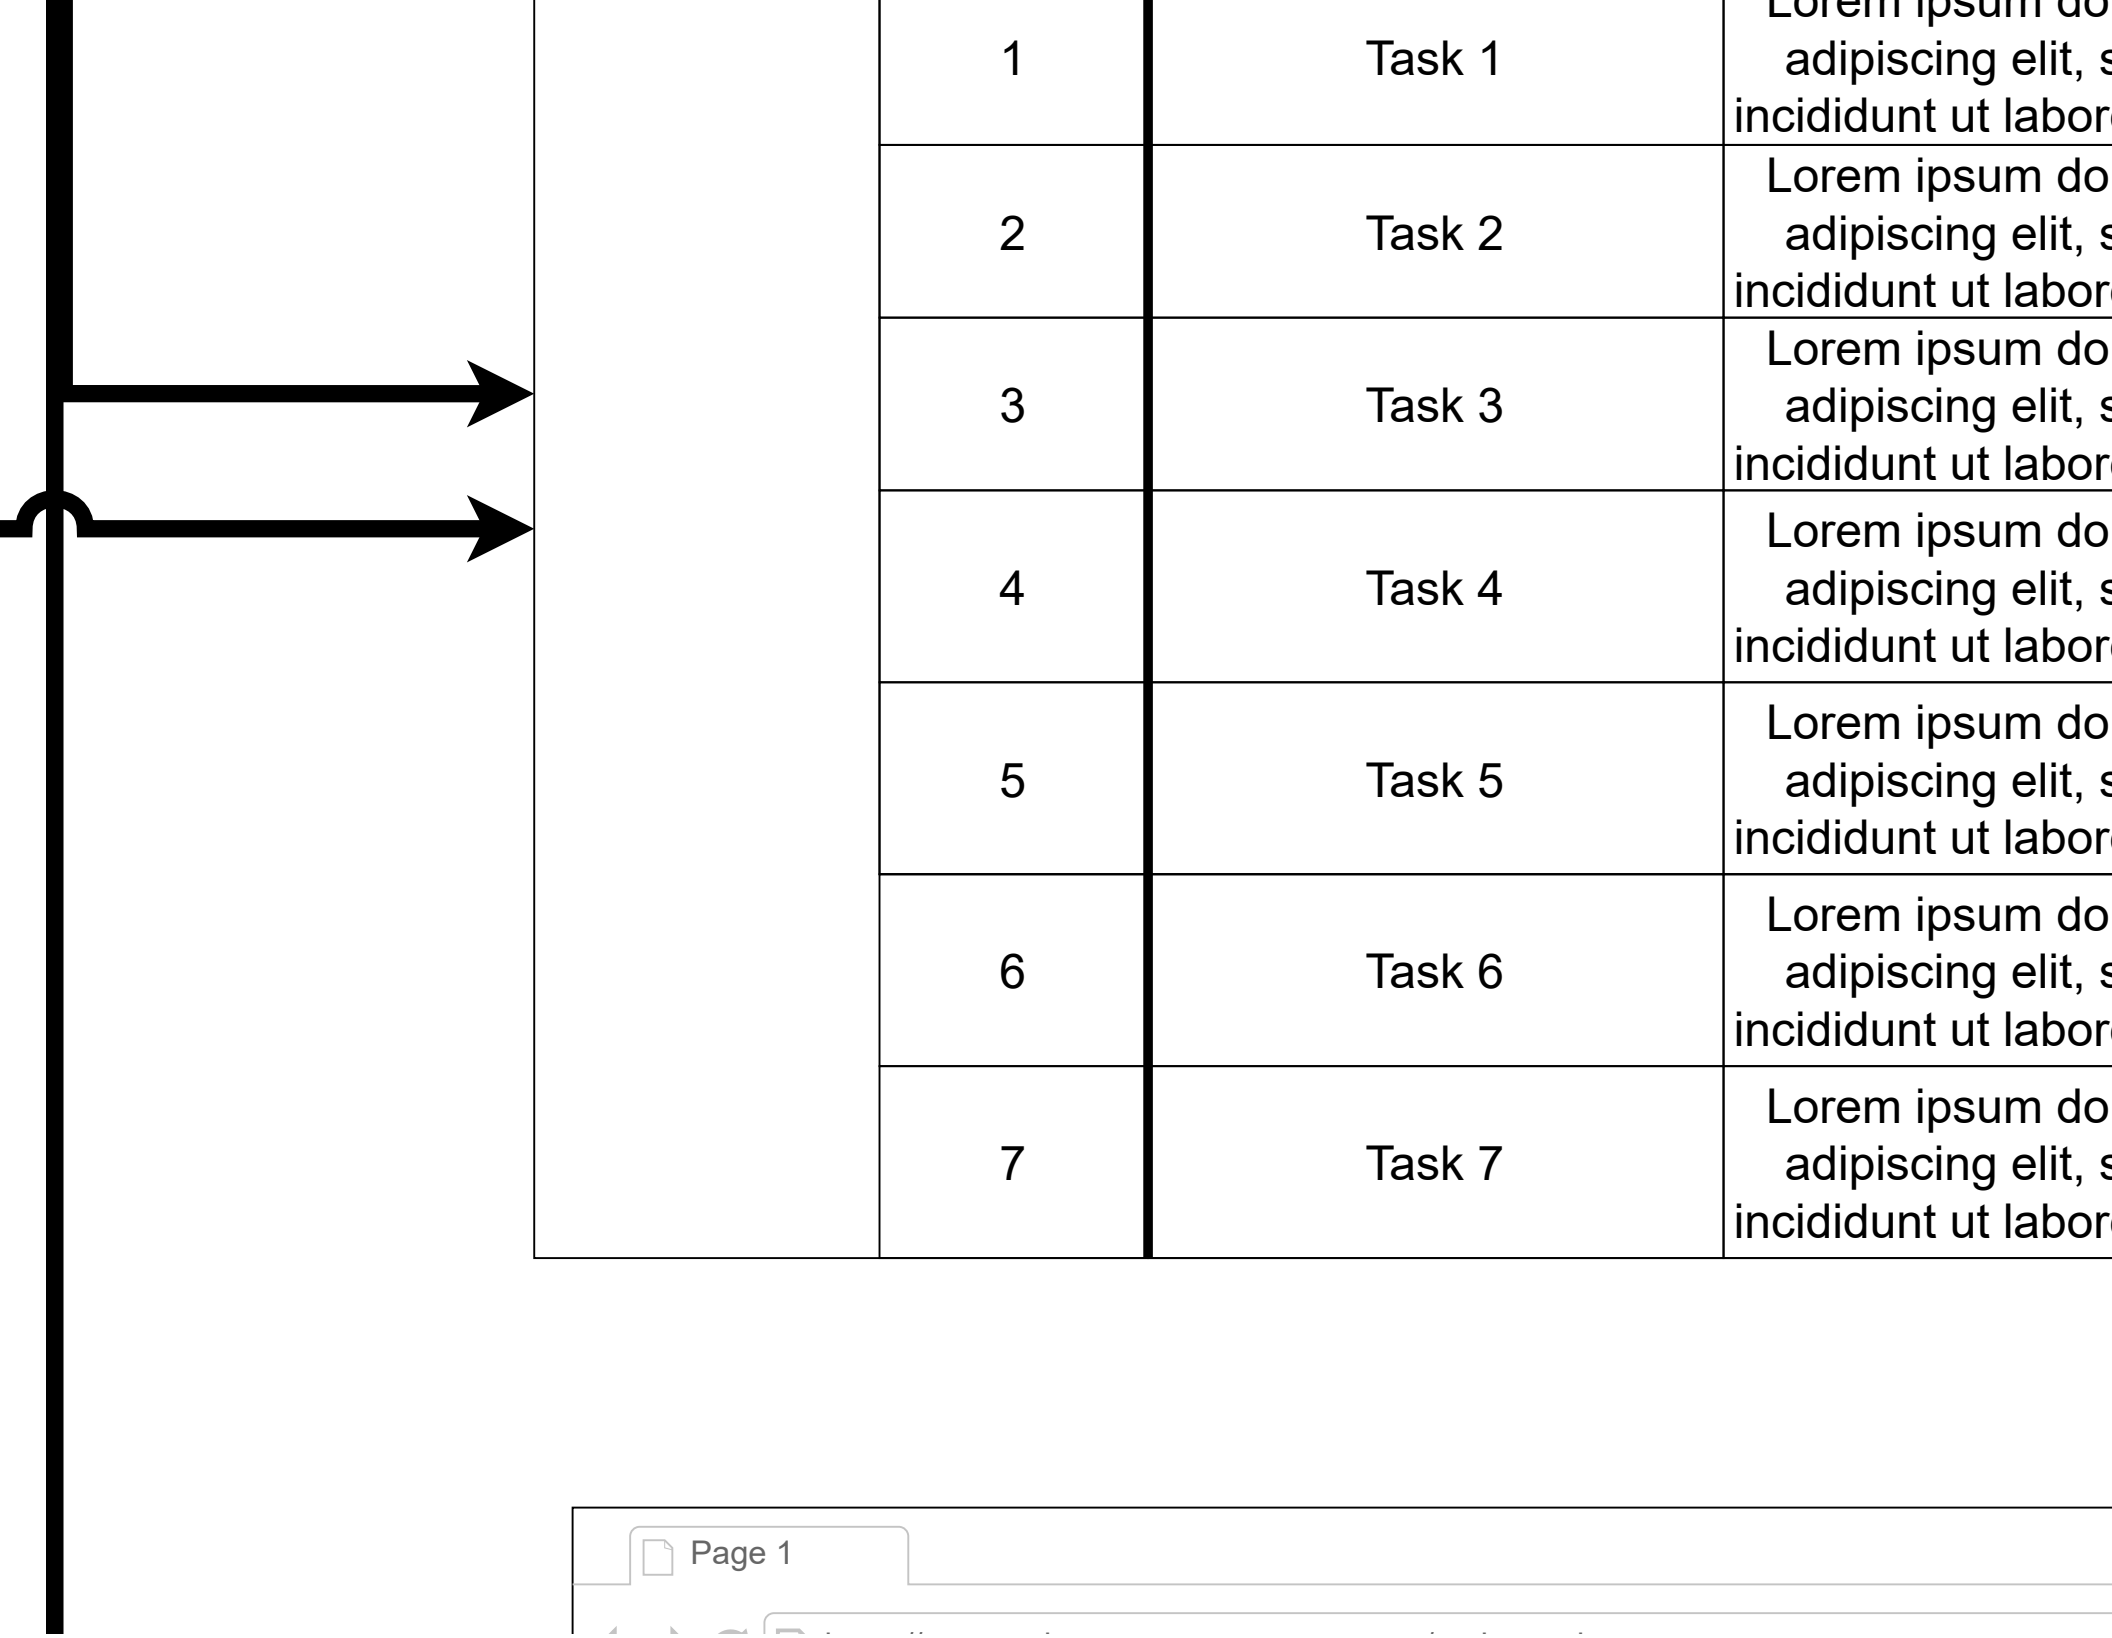 Lorem ipsum do
1 Task 1 adipiscing elit, s
incididunt ut labor
Lorem ipsum do
2 Task 2 adipiscing elit, s
incididunt ut labor
Lorem ipsum do
3 Task 3 adipiscing elit, s
incididunt ut labor
Lorem ipsum do
4 Task 4 adipiscing elit, s
incididunt ut labor
Lorem ipsum do
5 Task 5 adipiscing elit, s
incididunt ut labor
Lorem ipsum do
6 Task 6 adipiscing elit, s
incididunt ut labor
Lorem ipsum do
7 Task 7 adipiscing elit, s
incididunt ut labor
Page 1